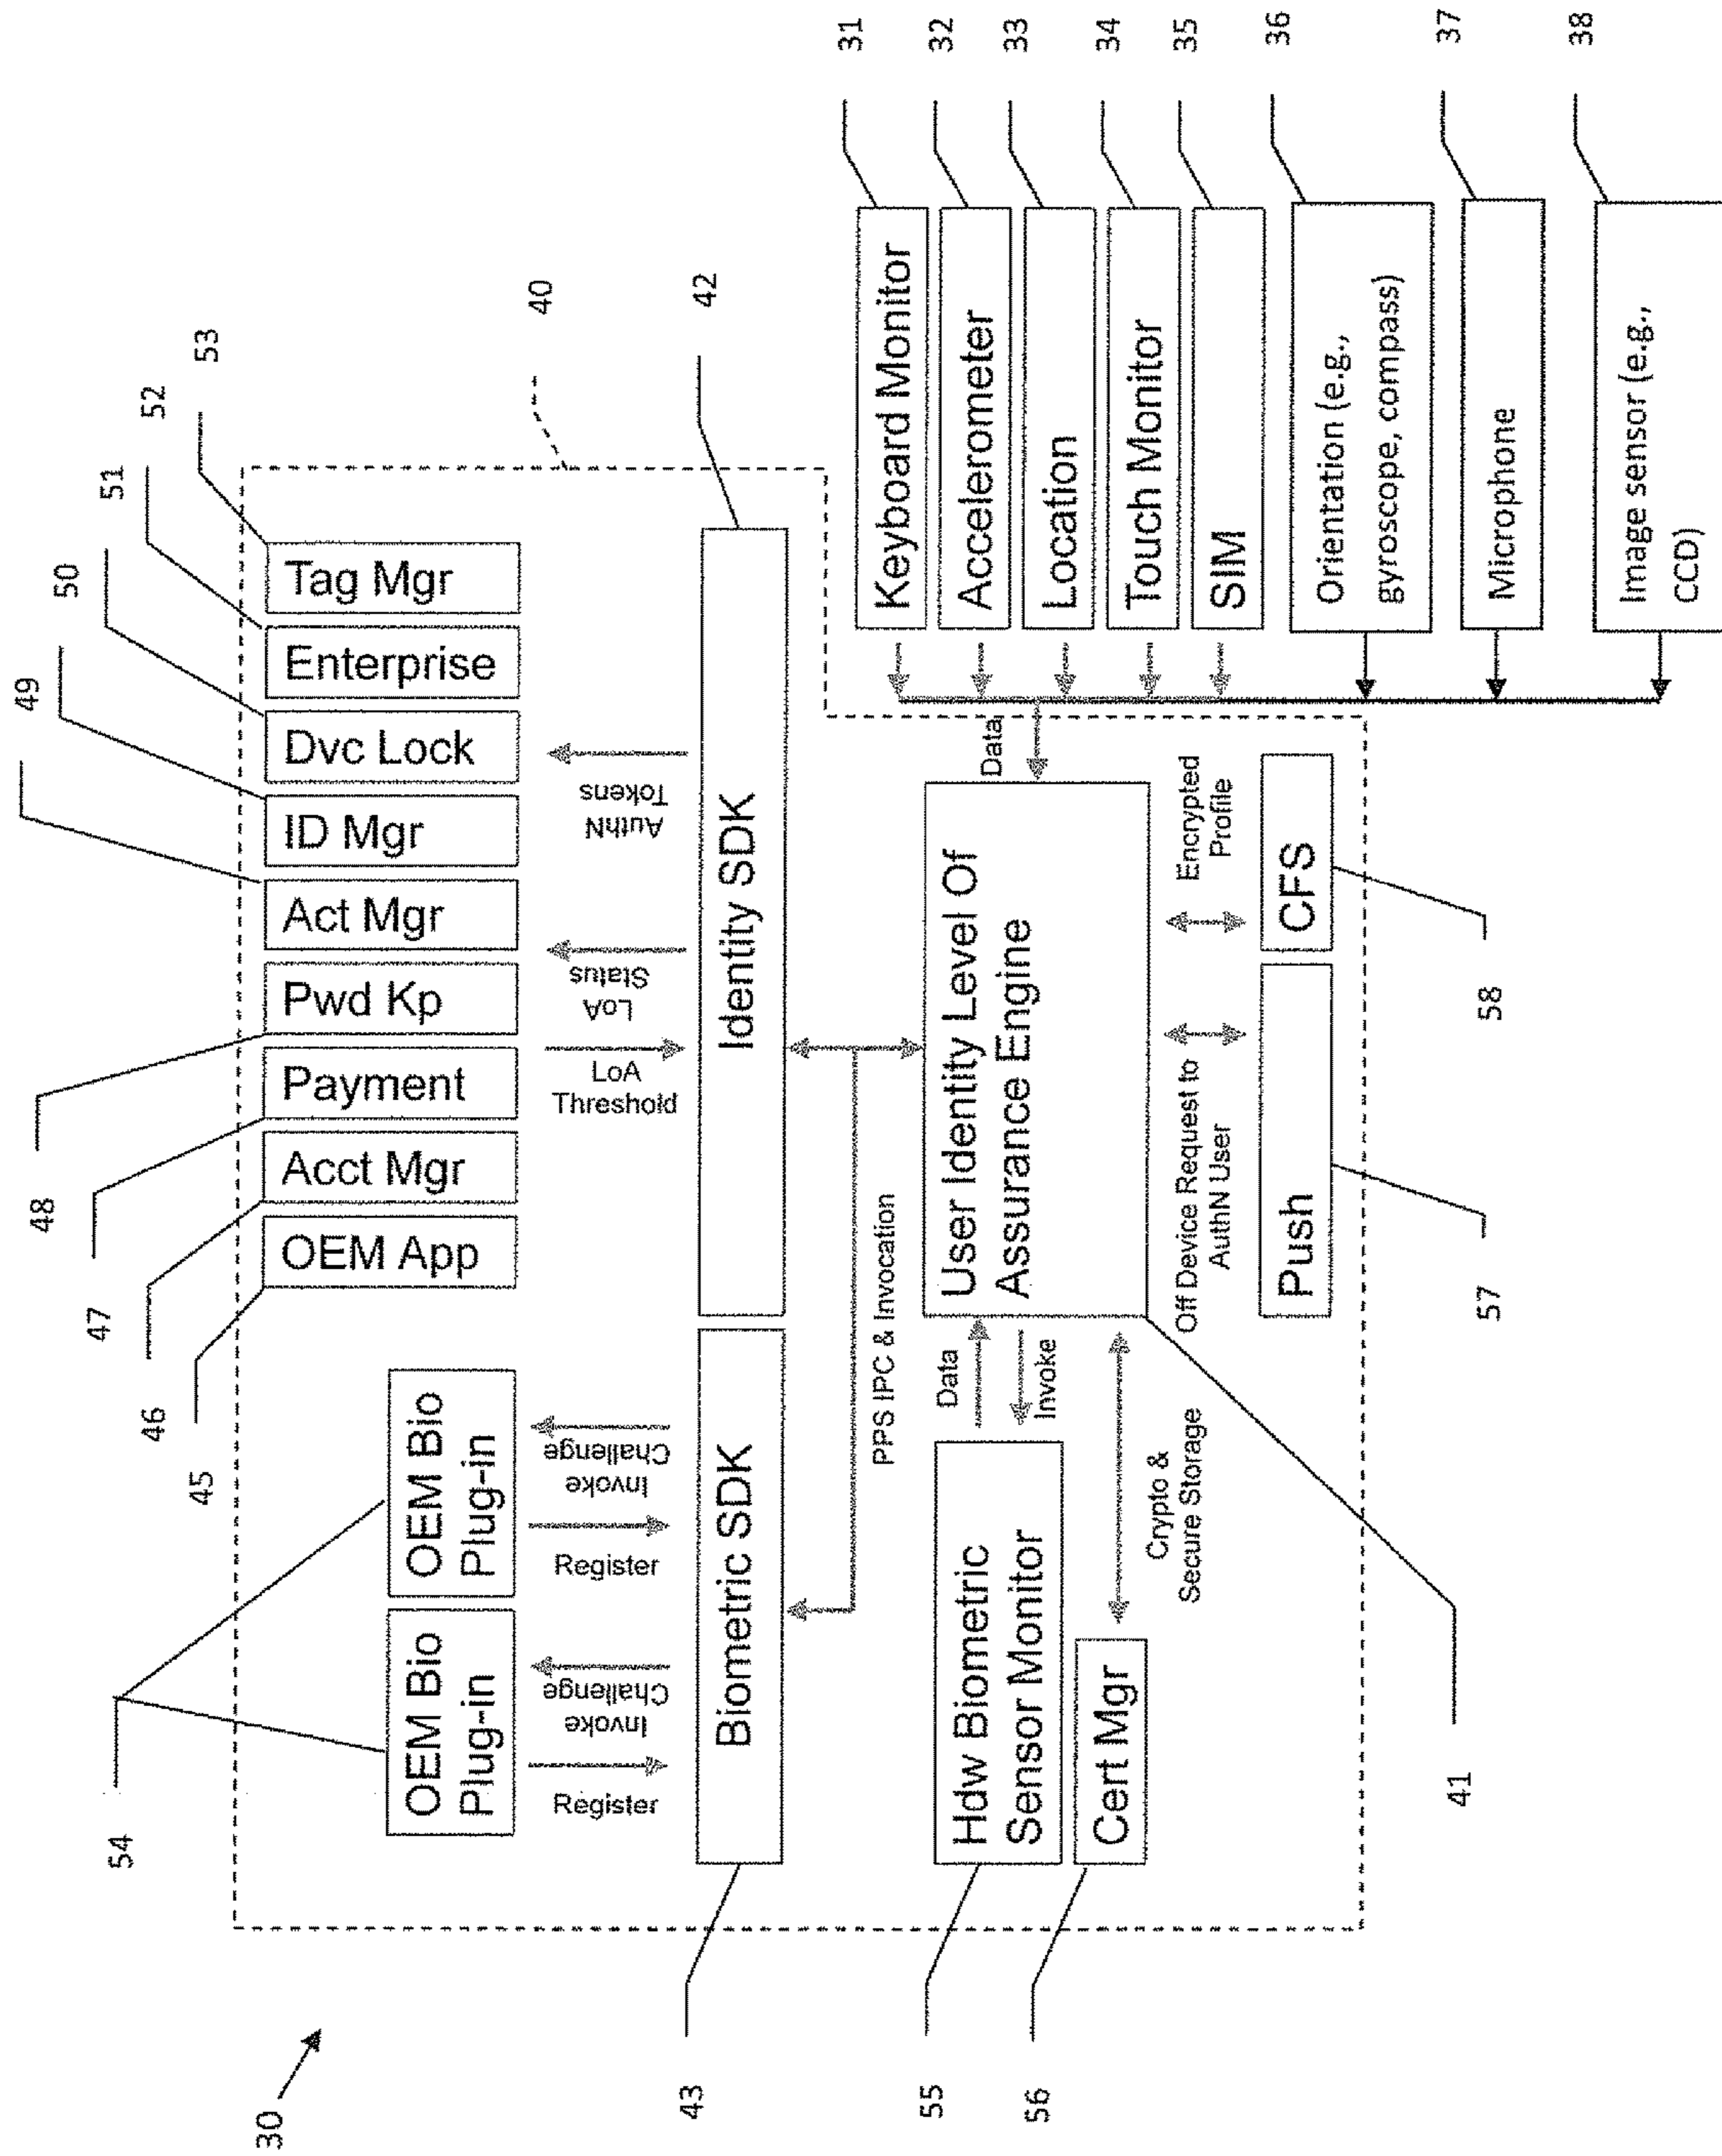 30
54
45
46
47
48
49
50
51
52
53
40
42
OEM Bio
Plug-in
OEM Bio
Plug-in
OEM App
Acct Mgr
Payment
Pwd Kp
Act Mgr
ID Mgr
Dvc Lock
Enterprise
Tag Mgr
Register
Invoke
Challenge
Register
Invoke
Challenge
LoA
Threshold
LoA
Status
AuthN
Tokens
43
Biometric SDK
Identity SDK
PPS IPC & Invocation
55
Hdw Biometric
Sensor Monitor
Data
Invoke
User Identity Level Of
Assurance Engine
Data
56
Cert Mgr
Crypto &
Secure Storage
Off Device Request to
AuthN User
Encrypted
Profile
Push
CFS
41
57
58
Keyboard Monitor
31
Accelerometer
32
Location
33
Touch Monitor
34
SIM
35
Orientation (e.g.,
gyroscope, compass)
36
Microphone
37
Image sensor (e.g.,
CCD)
38